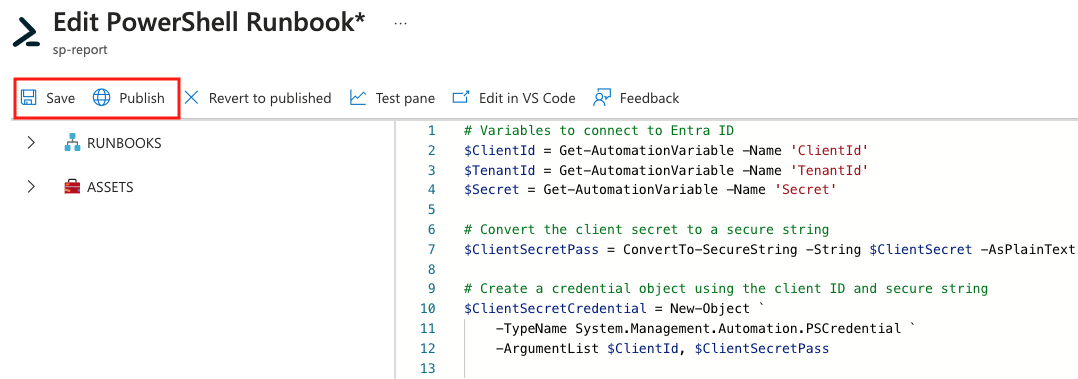 Edit PowerShell Runbook* ...
sp-report
Save Publish Revert to published Test pane Edit in VS Code Feedback
RUNBOOKS
ASSETS
1 # Variables to connect to Entra ID
2 $ClientId = Get-AutomationVariable -Name 'ClientId'
3 $TenantId = Get-AutomationVariable -Name 'TenantId'
4 $Secret = Get-AutomationVariable -Name 'Secret'
5
6 # Convert the client secret to a secure string
7 $ClientSecretPass = ConvertTo-SecureString -String $ClientSecret -AsPlainText
8
9 # Create a credential object using the client ID and secure string
10 $ClientSecretCredential = New-Object `
11 -TypeName System.Management.Automation.PSCredential `
12 -ArgumentList $ClientId, $ClientSecretPass
13